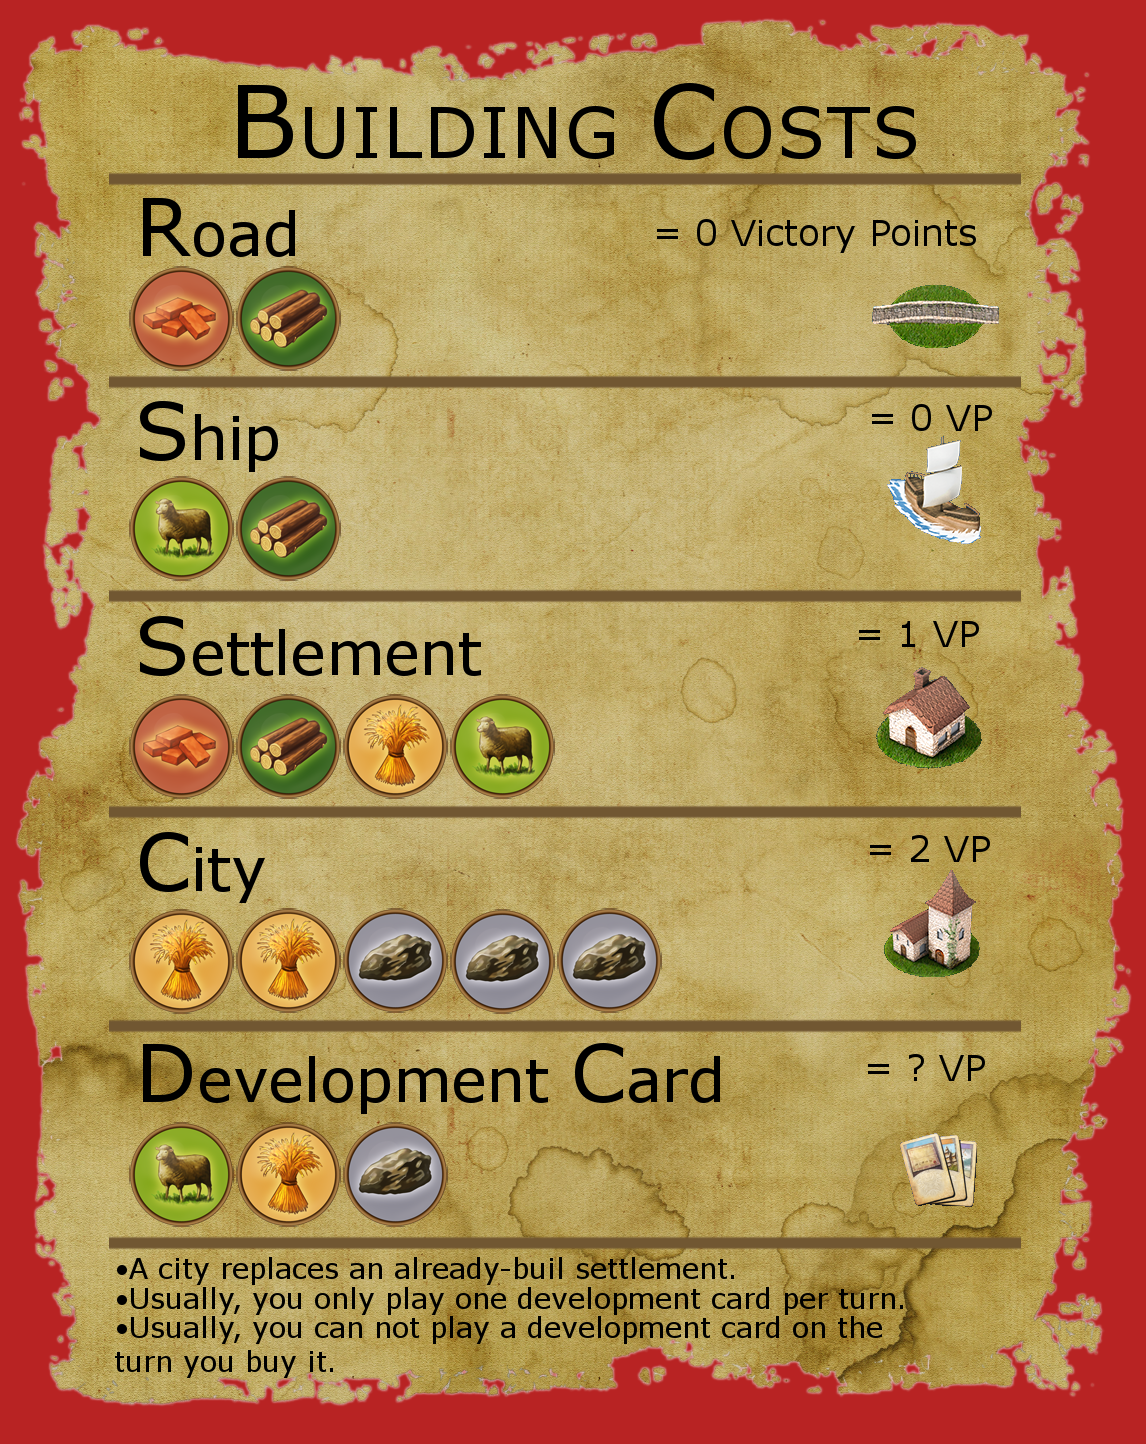 Building Costs
Road
= 0 Victory Points
Ship
= 0 VP
Settlement
= 1 VP
City
= 2 VP
Development Card
= ? VP
•A city replaces an already-buil settlement.
•Usually, you only play one development card per turn.
•Usually, you can not play a development card on the
turn you buy it.